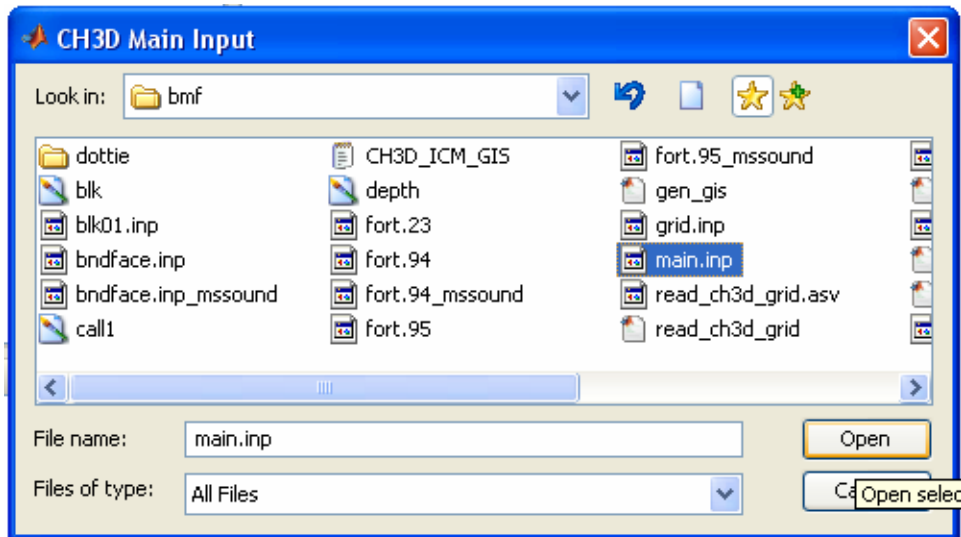 CH3D Main Input
Look in: bmf
dottie CH3D_ICM_GIS fort.95_mssound
blk depth gen_gis
blk01.inp fort.23 grid.inp
bndface.inp fort.94 main.inp
bndface.inp_mssound fort.94_mssound read_ch3d_grid.asv
call1 fort.95 read_ch3d_grid
File name: main.inp Open
Files of type: All Files Ca
Open selec